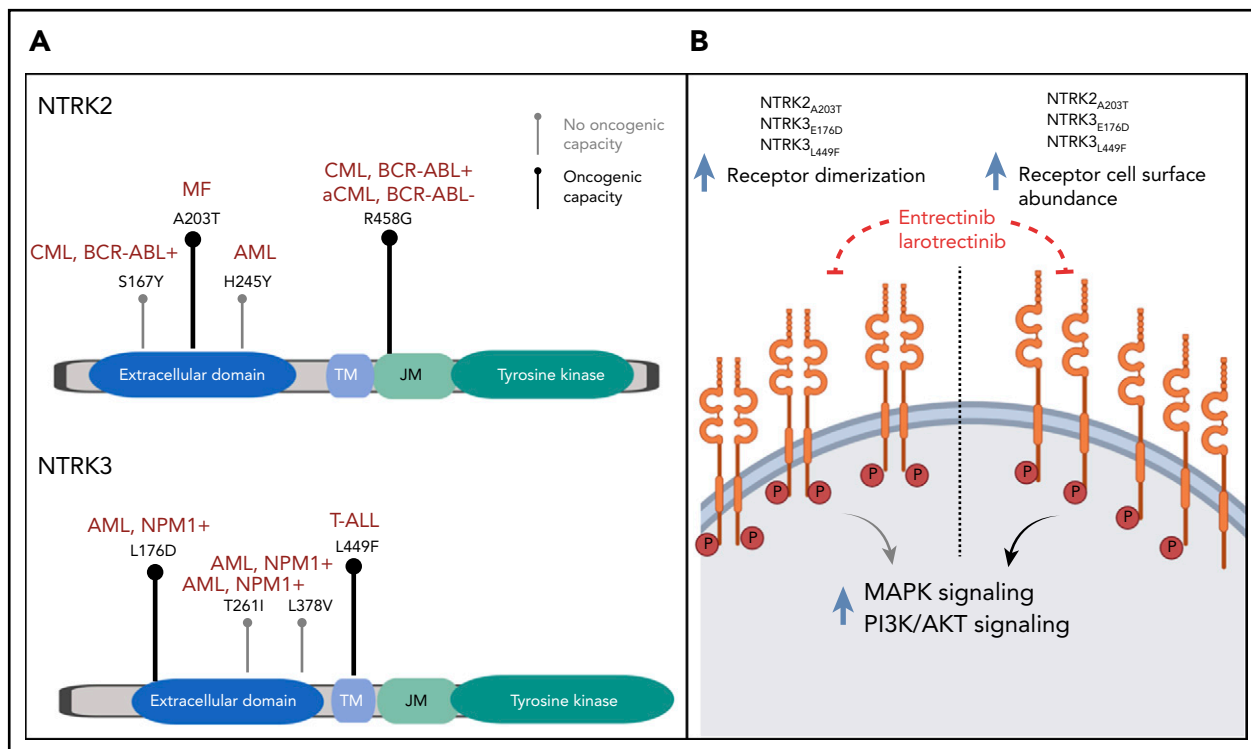 A
NTRK2
No oncogenic
capacity
Oncogenic
capacity
MF
A203T
CML, BCR-ABL+
aCML, BCR-ABL-
R458G
CML, BCR-ABL+
S167Y
AML
H245Y
Extracellular domain
TM
JM
Tyrosine kinase
NTRK3
AML, NPM1+
L176D
AML, NPM1+
AML, NPM1+
T261I
L378V
T-ALL
L449F
Extracellular domain
TM
JM
Tyrosine kinase
B
NTRK2A203T
NTRK3E176D
NTRK3L449F
Receptor dimerization
NTRK2A203T
NTRK3E176D
NTRK3L449F
Receptor cell surface
abundance
Entrectinib
larotrectinib
P
P
P
P
P
P
P
P
P
P
P
MAPK signaling
PI3K/AKT signaling